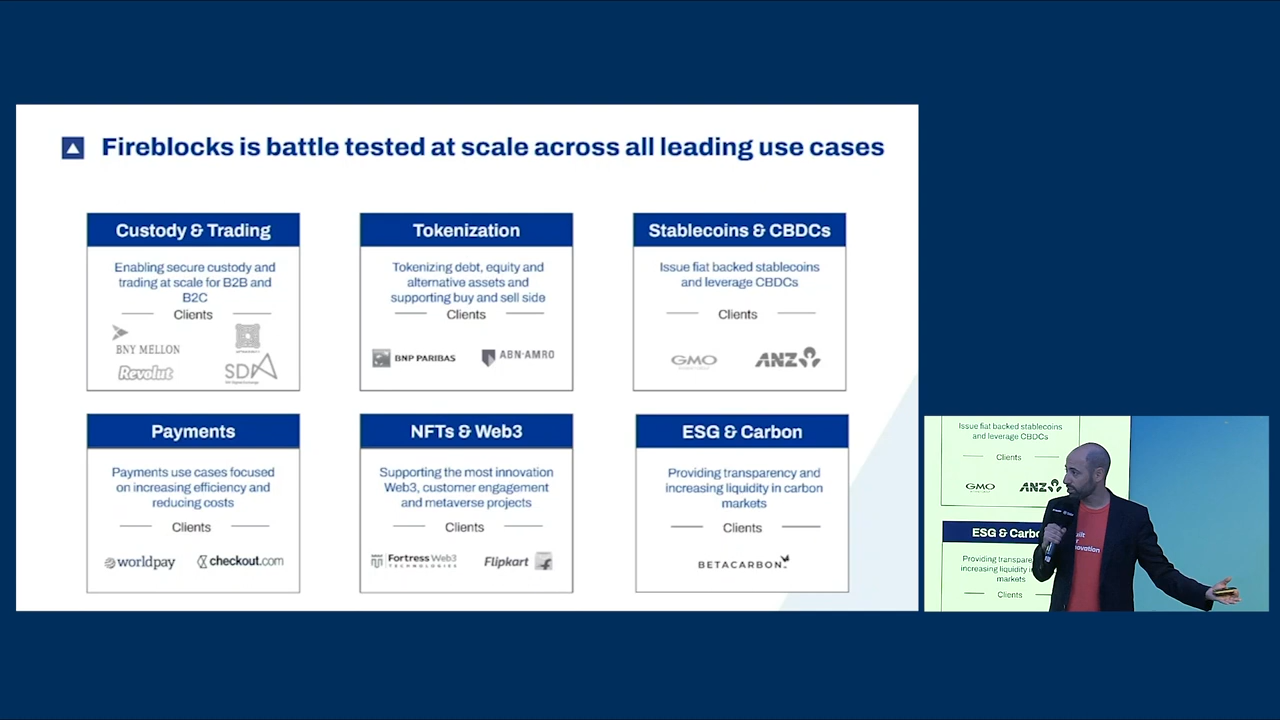 Fireblocks is battle tested at scale across all leading use cases
Custody & Trading
Enabling secure custody and
trading at scale for B2B and
B2C
Clients
BNY MELLON
Revolut
SDX
Tokenization
Tokenizing debt, equity and
alternative assets and
supporting buy and sell side
Clients
BNP PARIBAS
ABN·AMRO
Stablecoins & CBDCs
Issue fiat backed stablecoins
and leverage CBDCs
Clients
GMO
ANZ
Payments
Payments use cases focused
on increasing efficiency and
reducing costs
Clients
worldpay
checkout.com
NFTs & Web3
Supporting the most innovation
Web3, customer engagement
and metaverse projects
Clients
Fortress Web3
TECHNOLOGIES
Flipkart
ESG & Carbon
Providing transparency and
increasing liquidity in carbon
markets
Clients
BETACARBON
Issue fiat backed stablecoins
and leverage CBDCs
Clients
GMO
ANZ
ESG & Carbo
Providing transpare
increasing liquidity i
markets
Clients